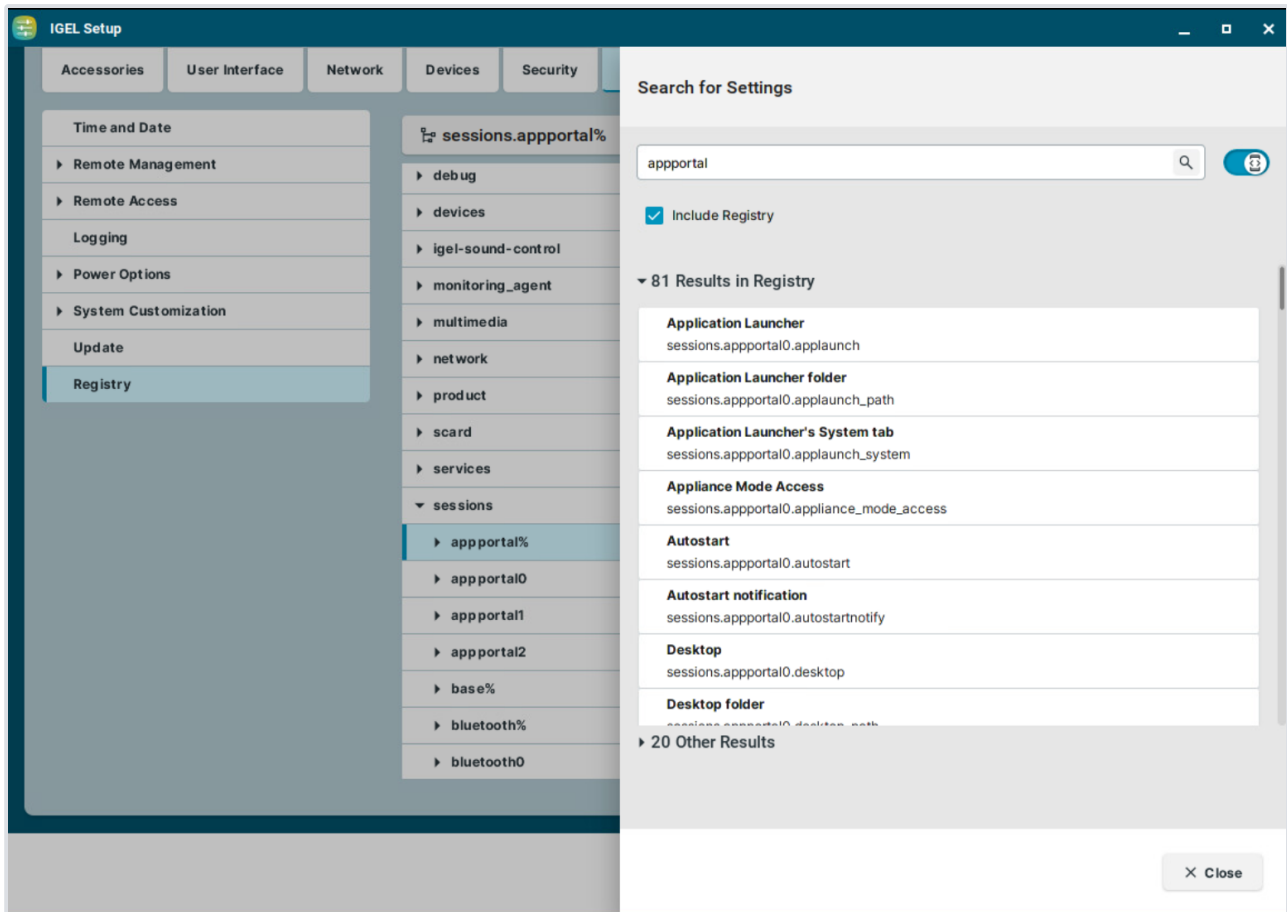 IGEL Setup
Accessories
User Interface
Network
Devices
Security
Time and Date
Remote Management
Remote Access
Logging
Power Options
System Customization
Update
Registry
sessions.appportal%
debug
devices
igel-sound-control
monitoring_agent
multimedia
network
product
scard
services
sessions
appportal%
appportal0
appportal1
appportal2
base%
bluetooth%
bluetooth0
Search for Settings
appportal
Include Registry
81 Results in Registry
Application Launcher
sessions.appportal0.applaunch
Application Launcher folder
sessions.appportal0.applaunch_path
Application Launcher's System tab
sessions.appportal0.applaunch_system
Appliance Mode Access
sessions.appportal0.appliance_mode_access
Autostart
sessions.appportal0.autostart
Autostart notification
sessions.appportal0.autostartnotify
Desktop
sessions.appportal0.desktop
Desktop folder
sessions.appportal0.desktop_path
20 Other Results
Close